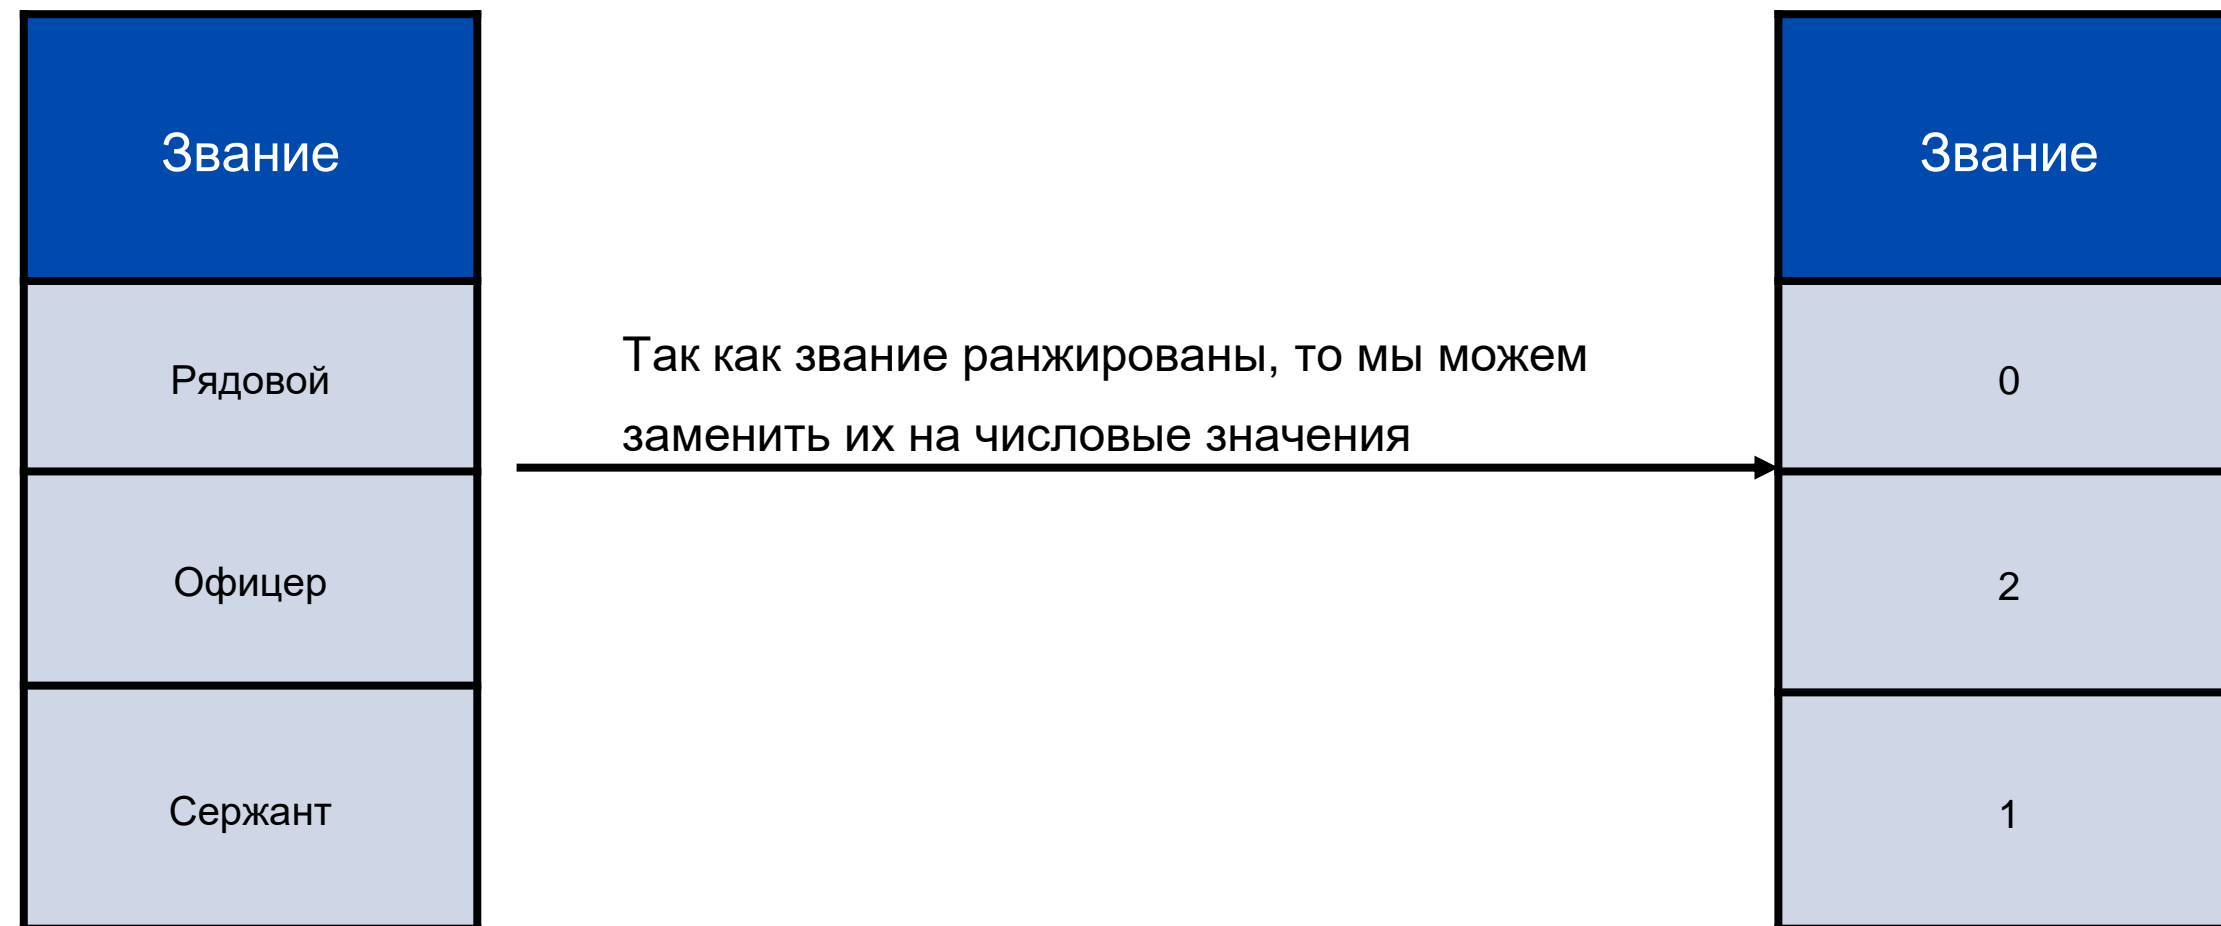 Звание
Звание
Рядовой
Так как звание ранжированы, то мы можем
заменить их на числовые значения
0
Офицер
2
Сержант
1